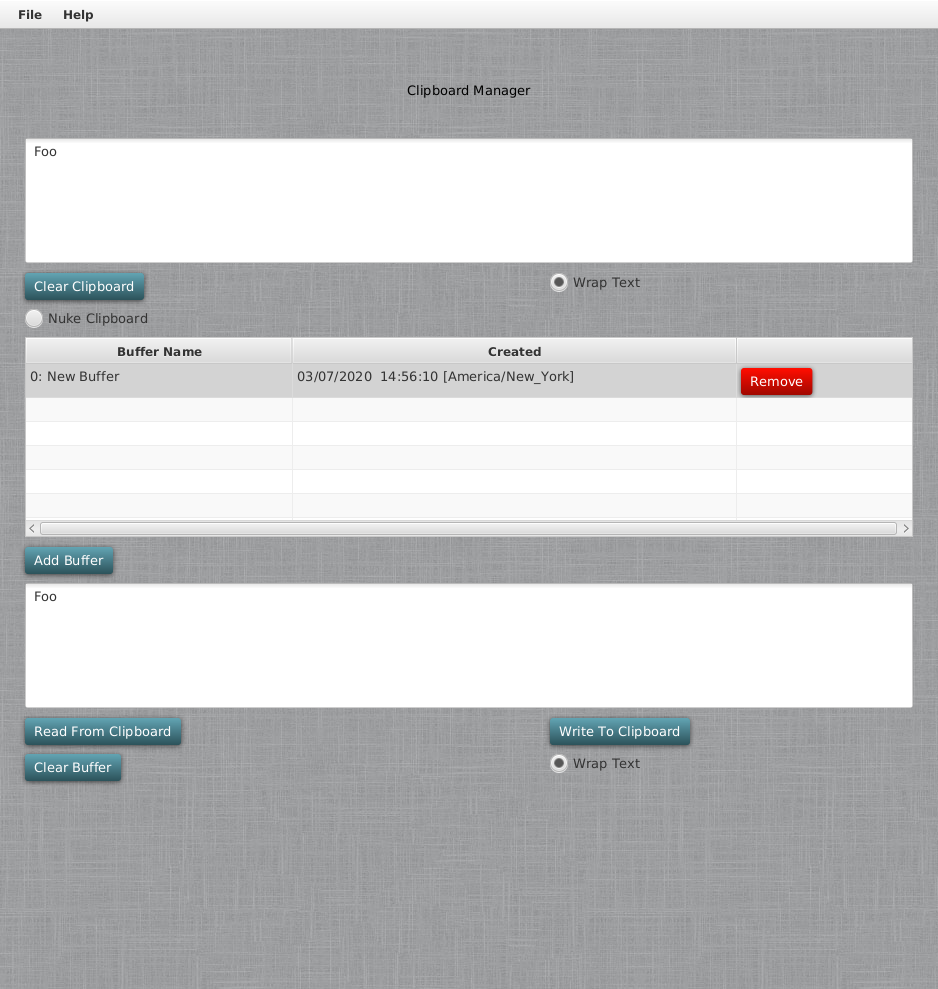 File Help
Clipboard Manager
Foo
Clear Clipboard Wrap Text
Nuke Clipboard
Buffer Name Created
0: New Buffer 03/07/2020 14:56:10 [America/New_York] Remove
Add Buffer
Foo
Read From Clipboard Write To Clipboard
Clear Buffer Wrap Text